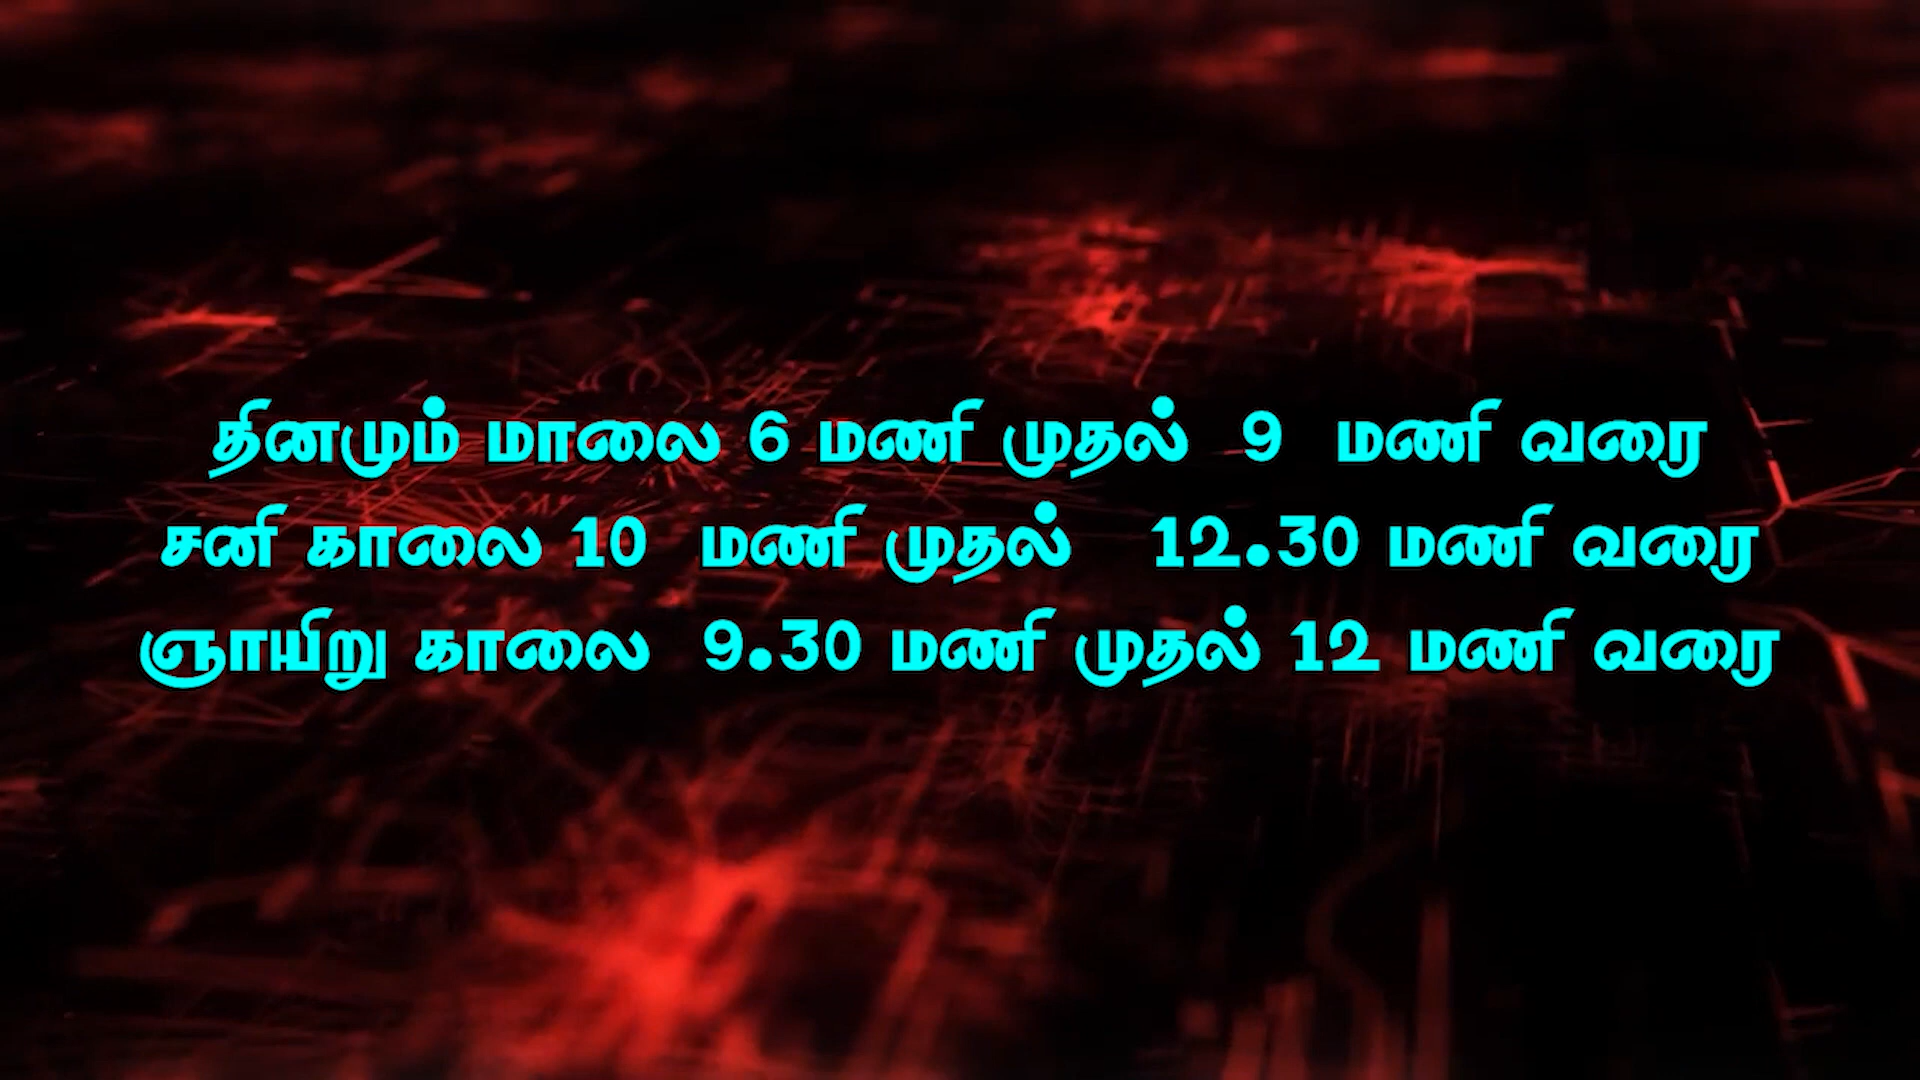 தினமும் மாலை 6 மணி முதல் 9 மணி வரை
சனி காலை 10 மணி முதல் 12.30 மணி வரை
ஞாயிறு காலை 9.30 மணி முதல் 12 மணி வரை